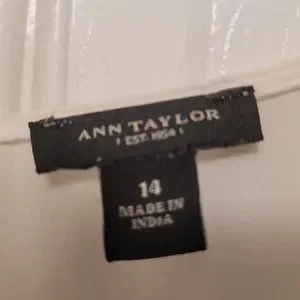 ANN TAYLOR
EST. 1954
14
MADE IN
INDIA